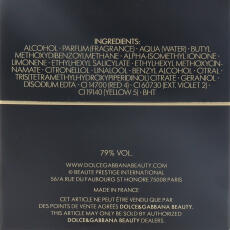 INGREDIENTS:
ALCOHOL · PARFUM (FRAGRANCE) · AQUA (WATER) · BUTYL
METHOXYDIBENZOYLMETHANE · ALPHA-ISOMETHYL IONONE ·
LIMONENE · ETHYLHEXYL SALICYLATE · ETHYLHEXYL METHOXYCIN-
NAMATE · CITRONELLOL · LINALOOL · BENZYL ALCOHOL · CITRAL ·
TRIS(TETRAMETHYLHYDROXYPIPERIDINOL) CITRATE · GERANIOL ·
DISODIUM EDTA · CI 14700 (RED 4) · CI 60730 (EXT. VIOLET 2) ·
CI 19140 (YELLOW 5) · BHT
79% VOL.
WWW.DOLCEGABBANABEAUTY.COM
© BEAUTE PRESTIGE INTERNATIONAL
56/A RUE DU FAUBOURG ST HONORE 75008 PARIS
MADE IN FRANCE
CET ARTICLE NE PEUT ÊTRE VENDU QUE PAR
DES POINTS DE VENTE AGRÉÉS DOLCE&GABBANA BEAUTY.
THIS ARTICLE MAY ONLY BE SOLD BY AUTHORISED
DOLCE&GABBANA BEAUTY DEALERS.